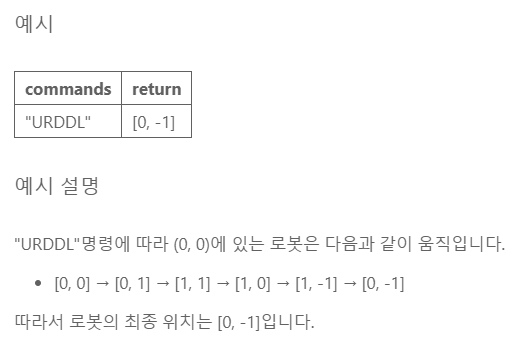 예시
commands return
"URDDL" [0, -1]
예시 설명
"URDDL"명령에 따라 (0, 0)에 있는 로봇은 다음과 같이 움직입니다.
• [0, 0] → [0, 1] → [1, 1] → [1, 0] → [1, -1] → [0, -1]
따라서 로봇의 최종 위치는 [0, -1]입니다.